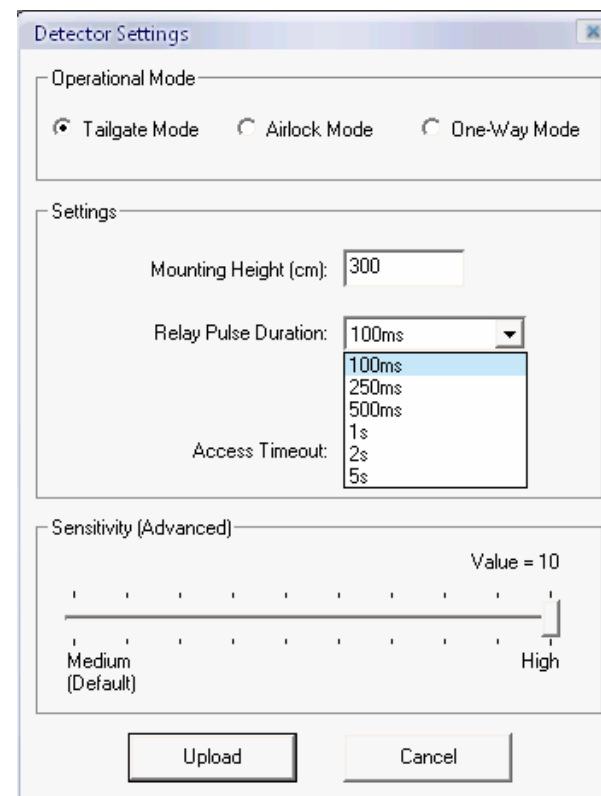 Detector Settings
Operational Mode
Tailgate Mode Airlock Mode One-Way Mode
Settings
Mounting Height (cm): 300
Relay Pulse Duration: 100ms
100ms
250ms
500ms
1s
Access Timeout: 2s
5s
Sensitivity (Advanced)
Value = 10
Medium High
(Default)
Upload Cancel